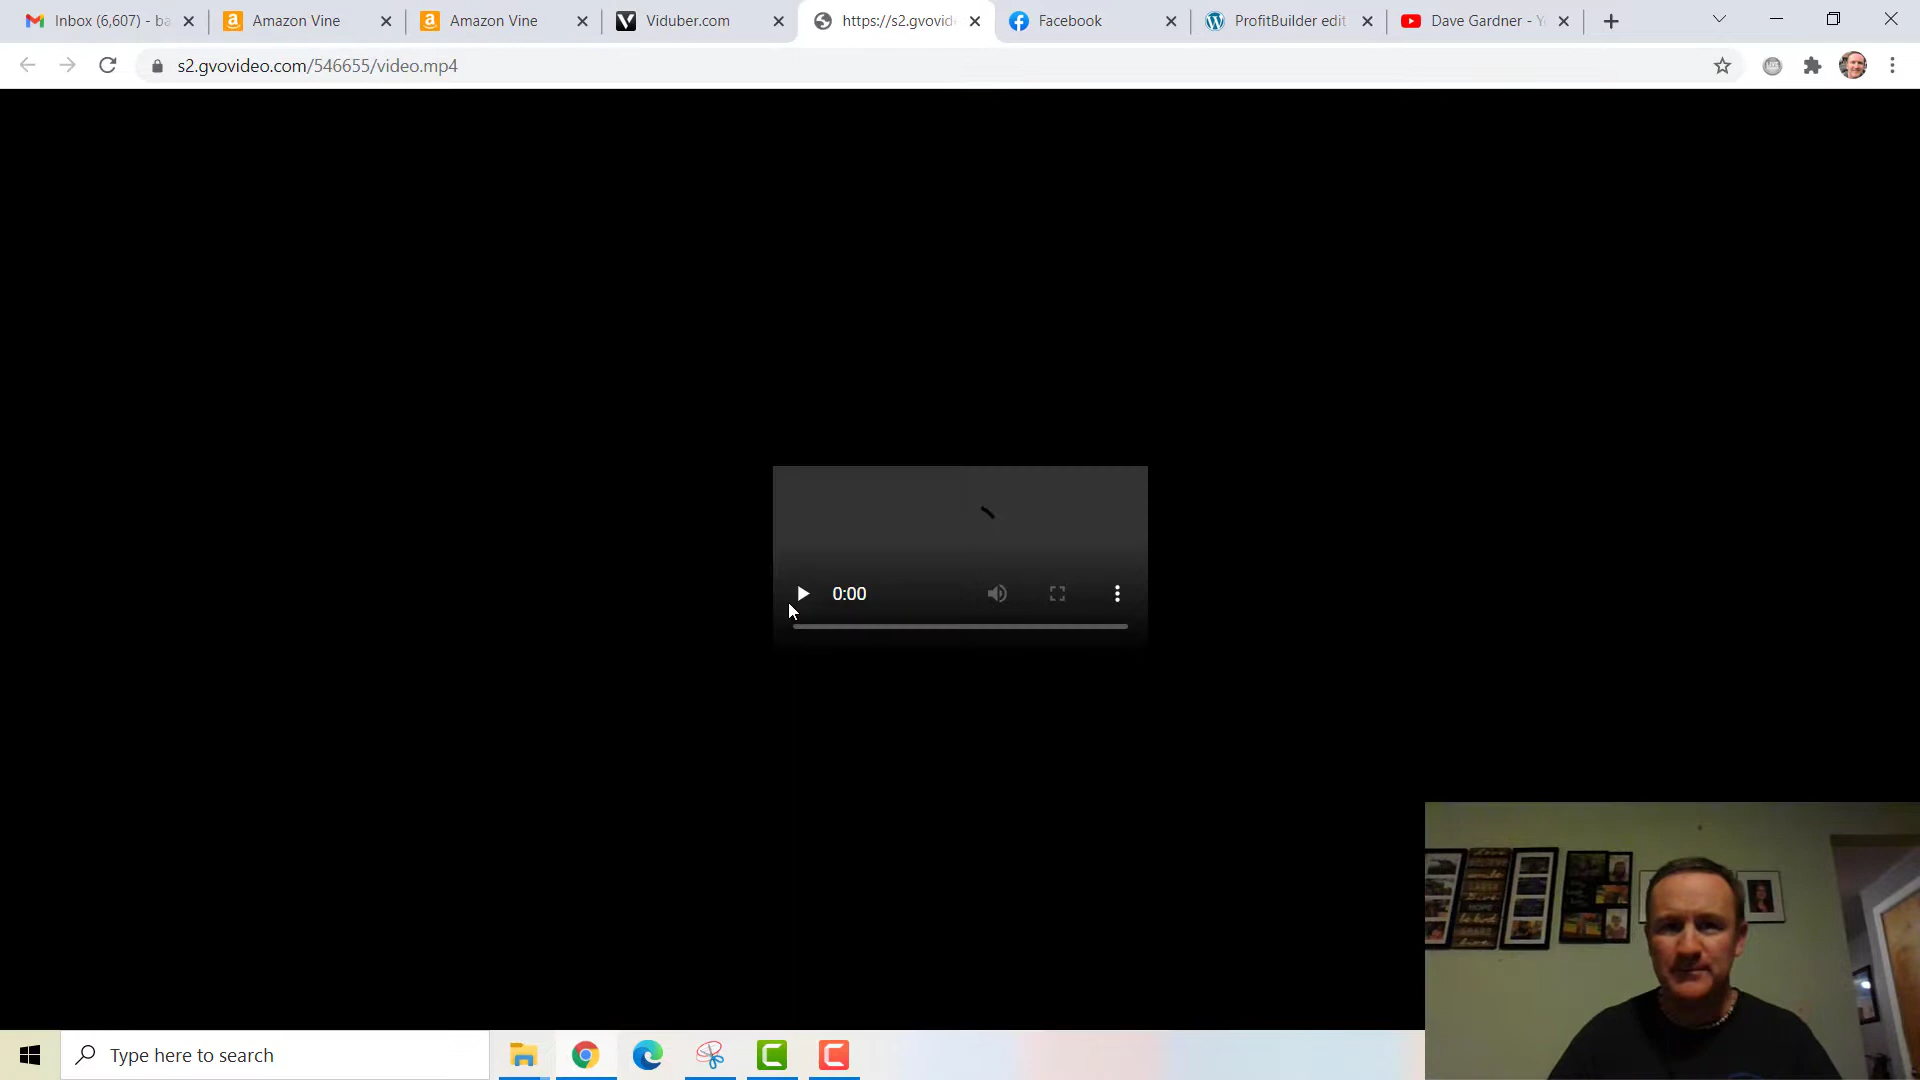 Inbox (6,607) - ba
Amazon Vine
Amazon Vine
Viduber.com
https://s2.gvovid
Facebook
ProfitBuilder edit
Dave Gardner - Y
s2.gvovideo.com/546655/video.mp4
0:00
Type here to search